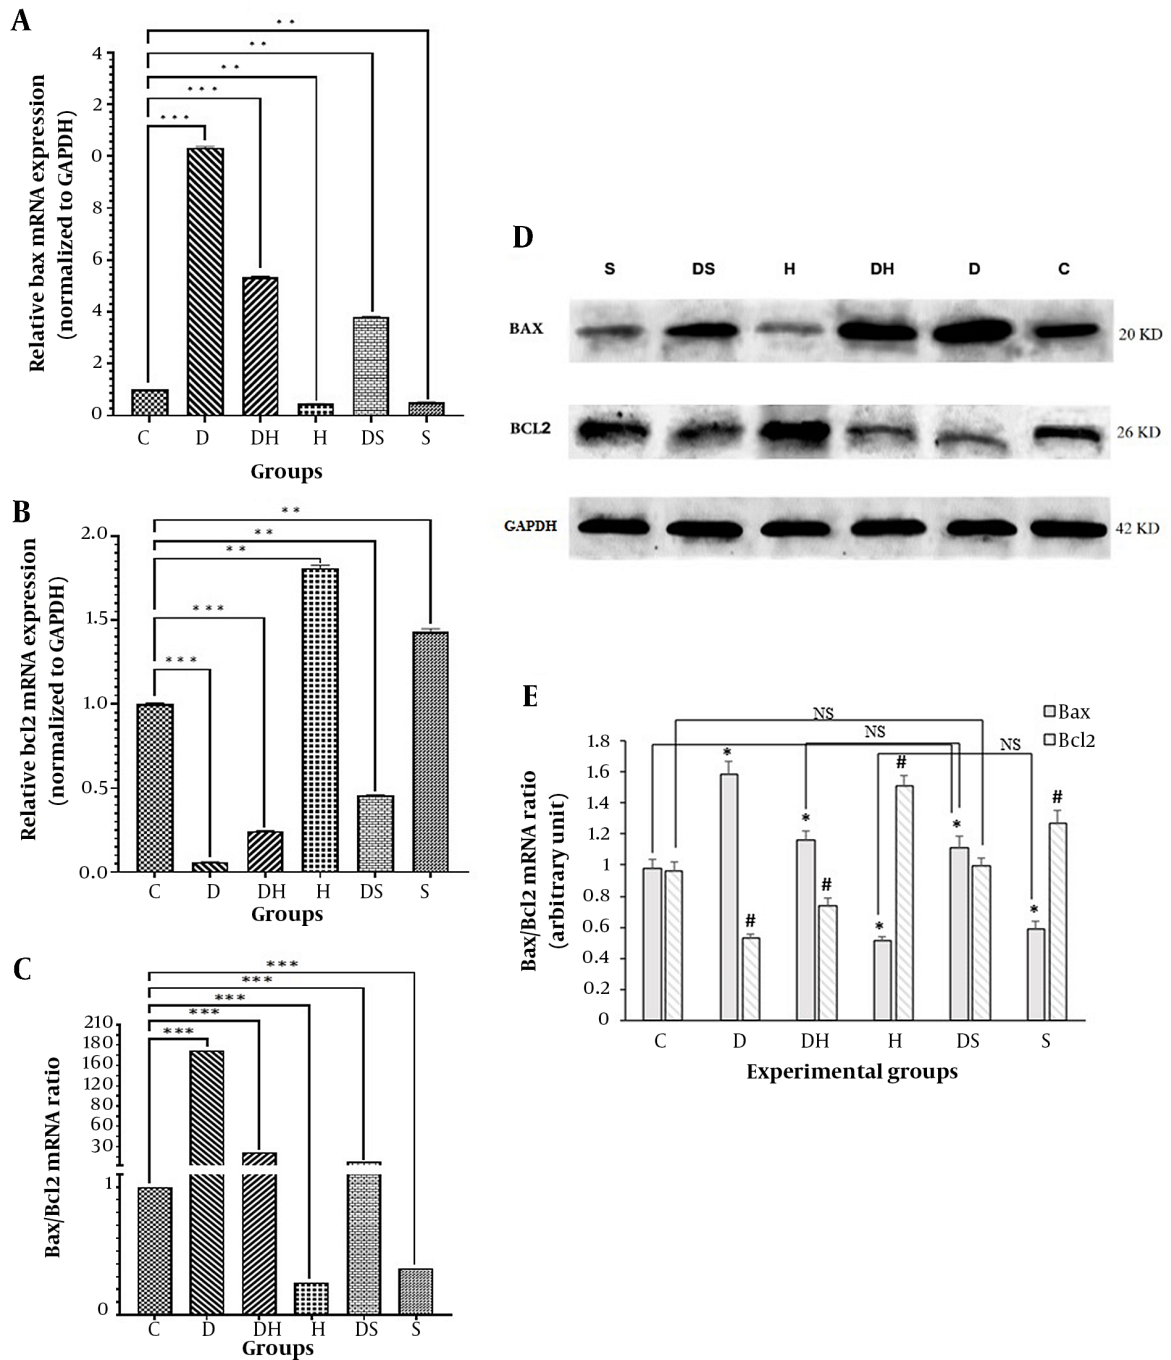 A
Relative bax mRNA expression
(normalized to GAPDH)
* *
* *
* *
* * *
* * *
4
2
0
8
6
4
2
0
C D DH H DS S
Groups
B
Relative bcl2 mRNA expression
(normalized to GAPDH)
* *
* *
* *
* * *
* * *
2.0
1.5
1.0
0.5
0.0
C D DH H DS S
Groups
C
Bax/Bcl2 mRNA ratio
***
***
***
***
***
210
180
160
120
80
60
30
1
0
C D DH H DS S
Groups
D
S DS H DH D C
BAX 20 KD
BCL2 26 KD
GAPDH 42 KD
E
Bax/Bcl2 mRNA ratio
(arbitrary unit)
Bax
Bcl2
NS
NS
NS
* # * # * # * * #
1.8
1.6
1.4
1.2
1
0.8
0.6
0.4
0.2
0
C D DH H DS S
Experimental groups